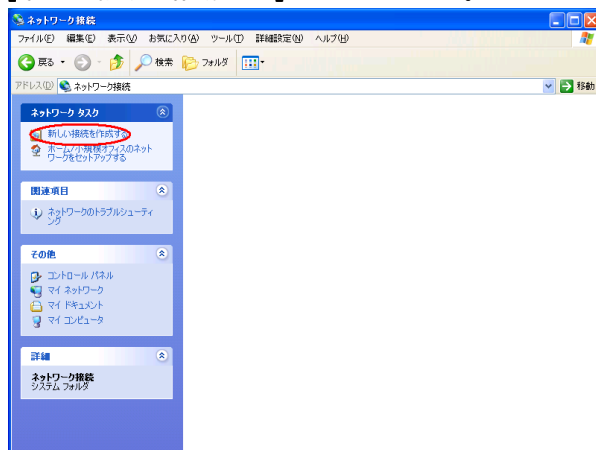 ネットワーク接続
ファイル(F) 編集(E) 表示(V) お気に入り(A) ツール(T) 詳細設定(N) ヘルプ(H)
戻る 検索 フォルダ
アドレス(D) ネットワーク接続 移動
ネットワーク タスク
新しい接続を作成する
ホーム/小規模オフィスのネット
ワークをセットアップする
関連項目
ネットワークのトラブルシューティ
ング
その他
コントロール パネル
マイ ネットワーク
マイ ドキュメント
マイ コンピュータ
詳細
ネットワーク接続
システム フォルダ